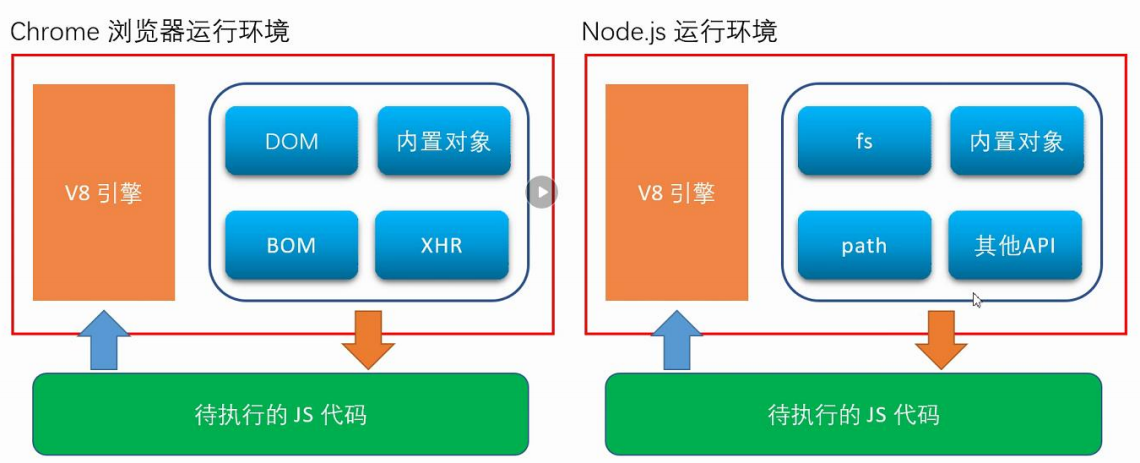 Chrome 浏览器运行环境
V8 引擎
DOM
内置对象
BOM
XHR
待执行的 JS 代码
Node.js 运行环境
V8 引擎
fs
内置对象
path
其他API
待执行的 JS 代码